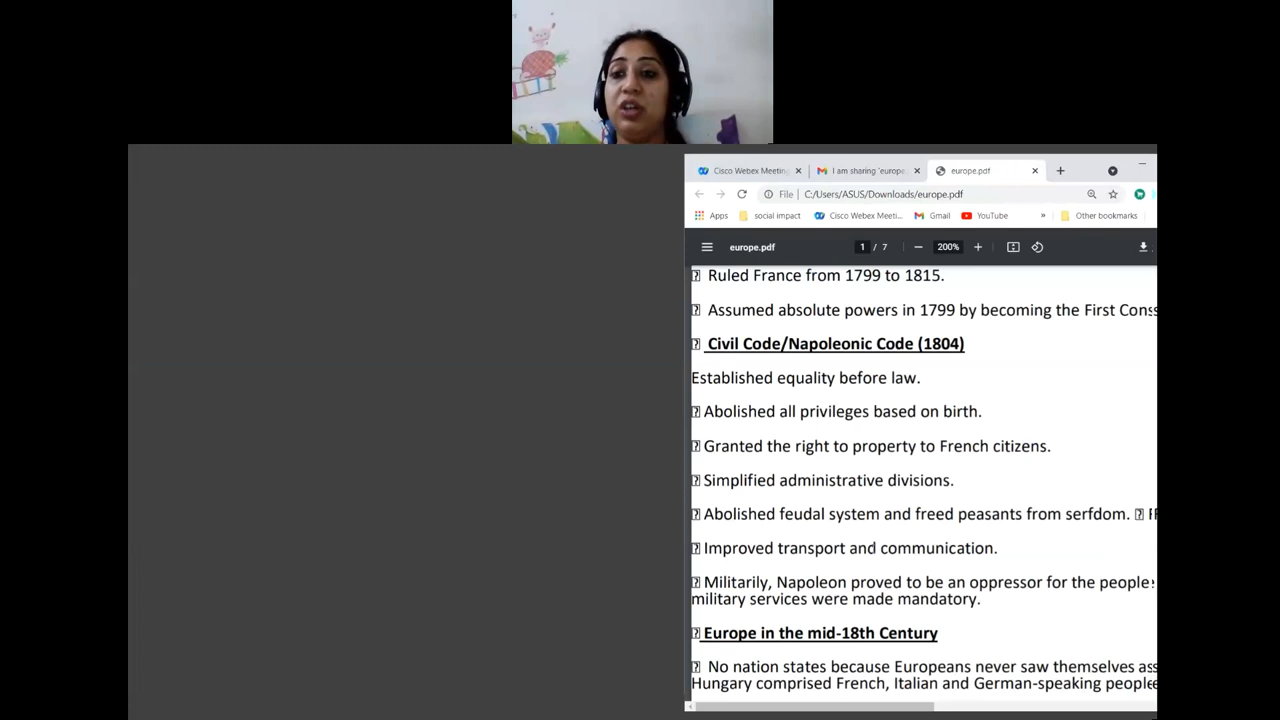 Cisco Webex Meeting
I am sharing 'europe.
europe.pdf
File C:/Users/ASUS/Downloads/europe.pdf
Apps social impact Cisco Webex Meeti... Gmail YouTube » Other bookmarks
europe.pdf 1 / 7 200%
Ruled France from 1799 to 1815.
Assumed absolute powers in 1799 by becoming the First Cons
Civil Code/Napoleonic Code (1804)
Established equality before law.
Abolished all privileges based on birth.
Granted the right to property to French citizens.
Simplified administrative divisions.
Abolished feudal system and freed peasants from serfdom.
Improved transport and communication.
Militarily, Napoleon proved to be an oppressor for the people
military services were made mandatory.
Europe in the mid-18th Century
No nation states because Europeans never saw themselves as
Hungary comprised French, Italian and German-speaking people